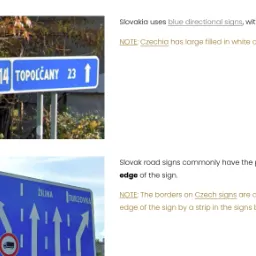 Slovakia uses blue directional signs, wit
NOTE: Czechia has large filled in white
14 TOPOĽČANY 23
Slovak road signs commonly have the
edge of the sign.
NOTE: The borders on Czech signs are
edge of the sign by a strip in the signs
ŽILINA